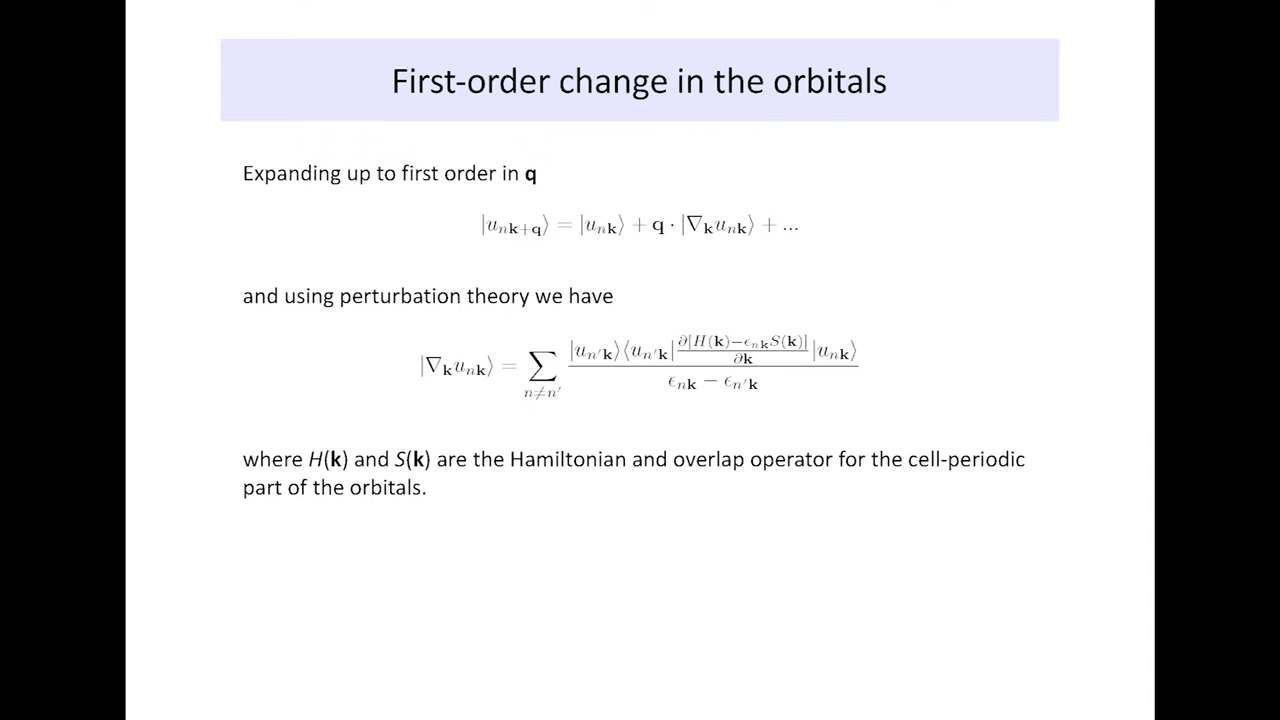 First-order change in the orbitals
Expanding up to first order in q
|u_{nk+q}⟩ = |u_{nk}⟩ + q · |∇_k u_{nk}⟩ + ...
and using perturbation theory we have
|∇_k u_{nk}⟩ = ∑_{n≠n'} \frac{|u_{n'k}⟩⟨u_{n'k}| \frac{∂[H(k)−ϵ_{nk}S(k)]}{∂k} |u_{nk}⟩}{ϵ_{nk} − ϵ_{n'k}}
where H(k) and S(k) are the Hamiltonian and overlap operator for the cell-periodic
part of the orbitals.